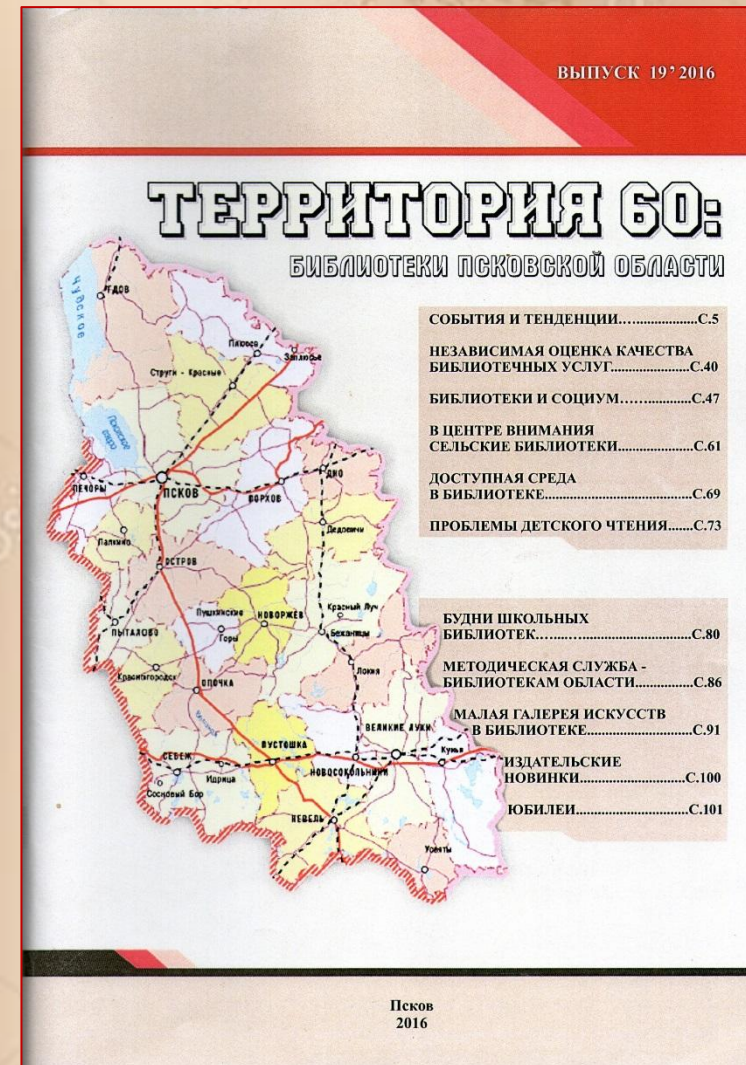 ВЫПУСК 19’2016
ТЕРРИТОРИЯ 60:
БИБЛИОТЕКИ ПСКОВСКОЙ ОБЛАСТИ
СОБЫТИЯ И ТЕНДЕНЦИИ.…...............С.5
НЕЗАВИСИМАЯ ОЦЕНКА КАЧЕСТВА
БИБЛИОТЕЧНЫХ УСЛУГ.....................С.40
БИБЛИОТЕКИ И СОЦИУМ……..........С.47
В ЦЕНТРЕ ВНИМАНИЯ
СЕЛЬСКИЕ БИБЛИОТЕКИ....................С.61
ДОСТУПНАЯ СРЕДА
В БИБЛИОТЕКЕ.......................................С.69
ПРОБЛЕМЫ ДЕТСКОГО ЧТЕНИЯ.......С.73
БУДНИ ШКОЛЬНЫХ
БИБЛИОТЕК…......…...............................С.80
МЕТОДИЧЕСКАЯ СЛУЖБА -
БИБЛИОТЕКАМ ОБЛАСТИ................С.86
МАЛАЯ ГАЛЕРЕЯ ИСКУССТВ
В БИБЛИОТЕКЕ.............................С.91
ИЗДАТЕЛЬСКИЕ
НОВИНКИ.............................С.100
ЮБИЛЕИ...................................С.101
Чудское
ГДОВ
Плюсса
Заплюсье
Струги - Красные
Псковское
озеро
ПЕЧОРЫ
ПСКОВ
ПОРХОВ
ДНО
Палкино
Дедовичи
ОСТРОВ
Пушкинские
Горы
НОВОРЖЕВ
Красный Луч
Бежаницы
ПЫТАЛОВО
Красногородск
ОПОЧКА
Локня
ВЕЛИКИЕ ЛУКИ
Кунья
СЕБЕЖ
Идрица
Сосновый Бор
ПУСТОШКА
НОВОСОКОЛЬНИКИ
НЕВЕЛЬ
Усвяты
Псков
2016